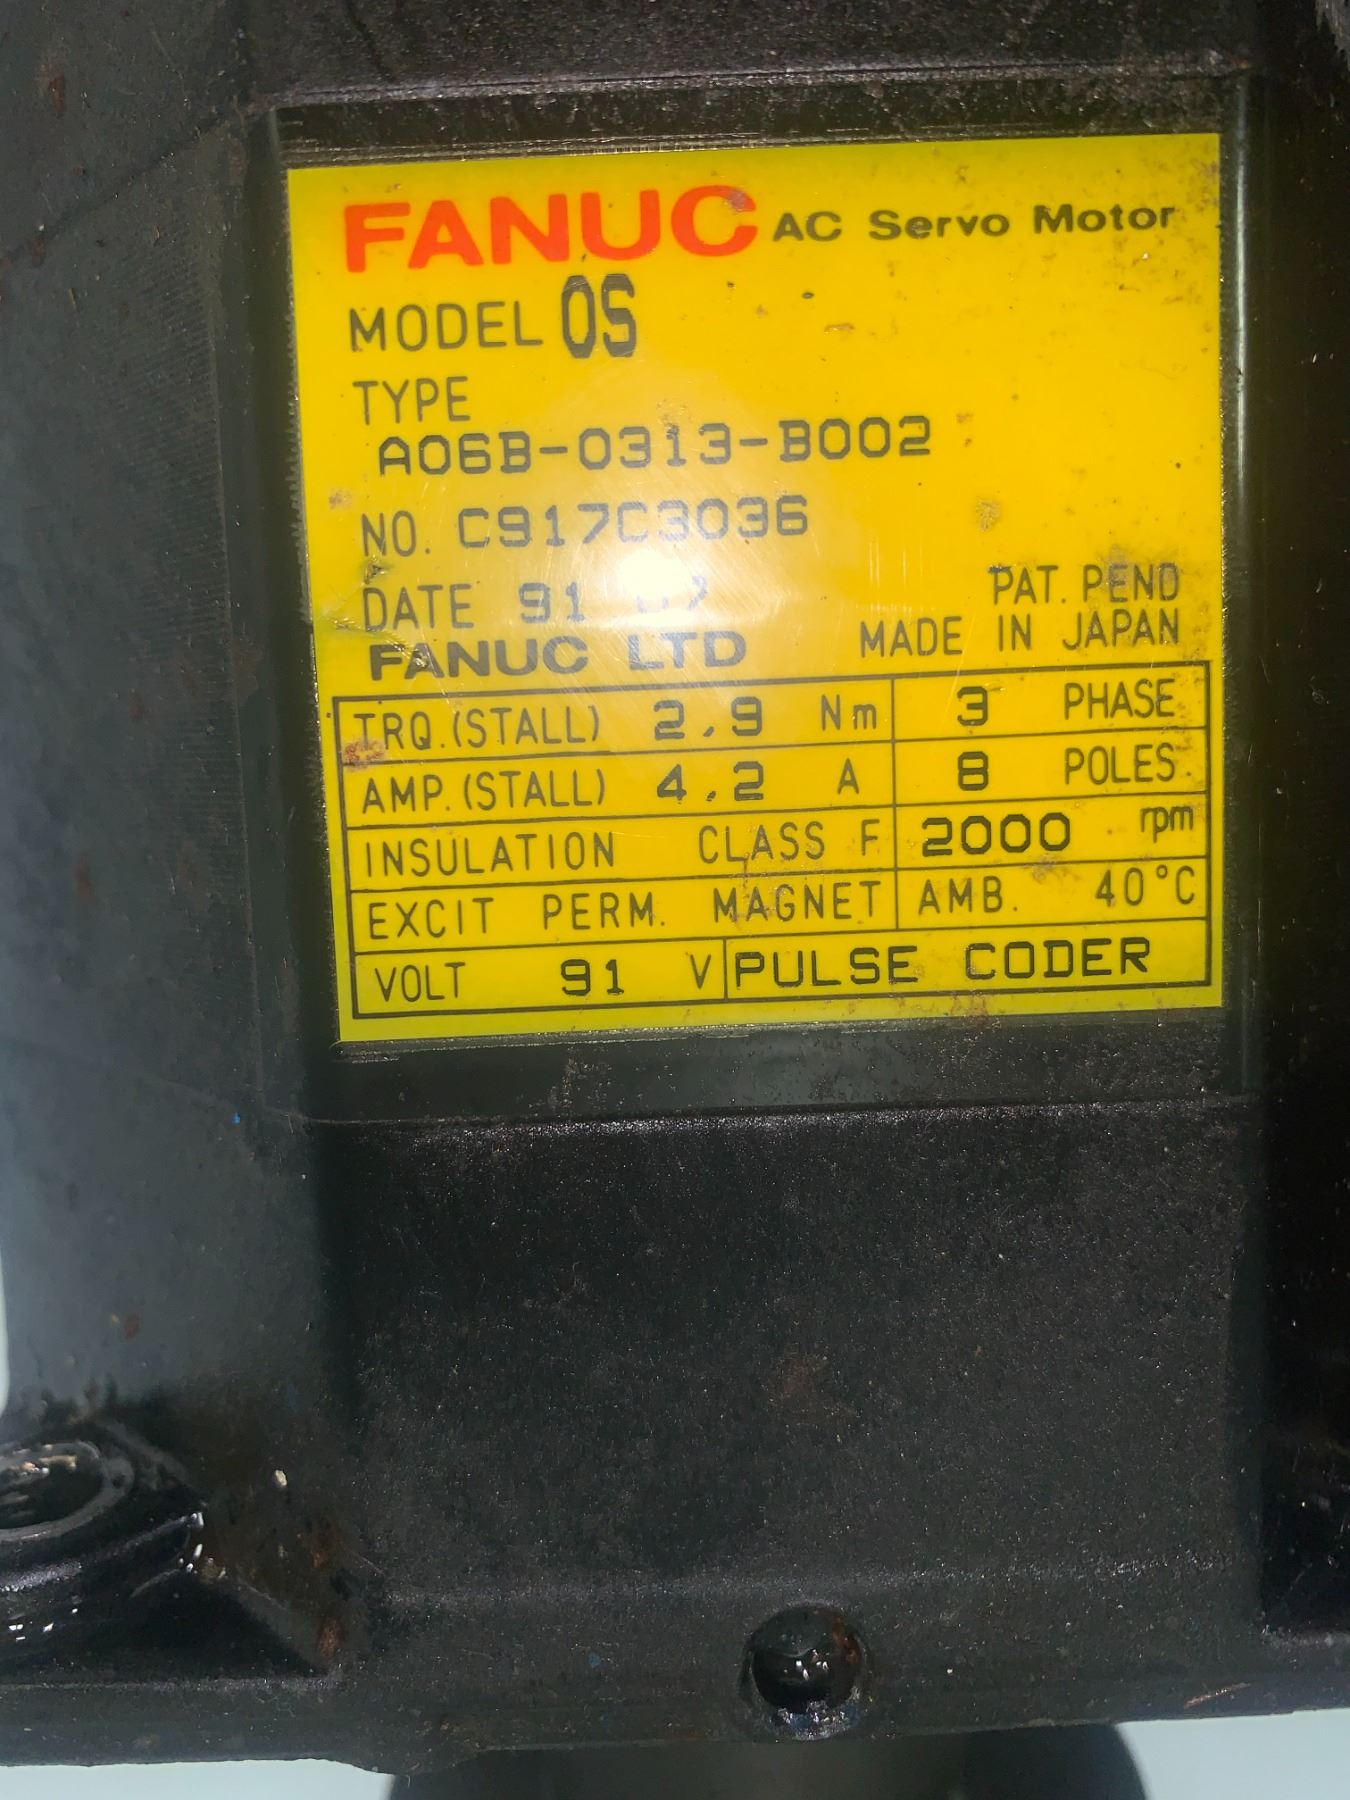 FANUC AC Servo Motor
MODEL 0S
TYPE
A06B-0313-B002
NO. C917C3036
DATE 91
PAT. PEND
FANUC LTD MADE IN JAPAN
TRQ.(STALL) 2.9 Nm 3 PHASE
AMP.(STALL) 4.2 A 8 POLES
INSULATION CLASS F 2000 rpm
EXCIT PERM. MAGNET AMB. 40°C
VOLT 91 V PULSE CODER